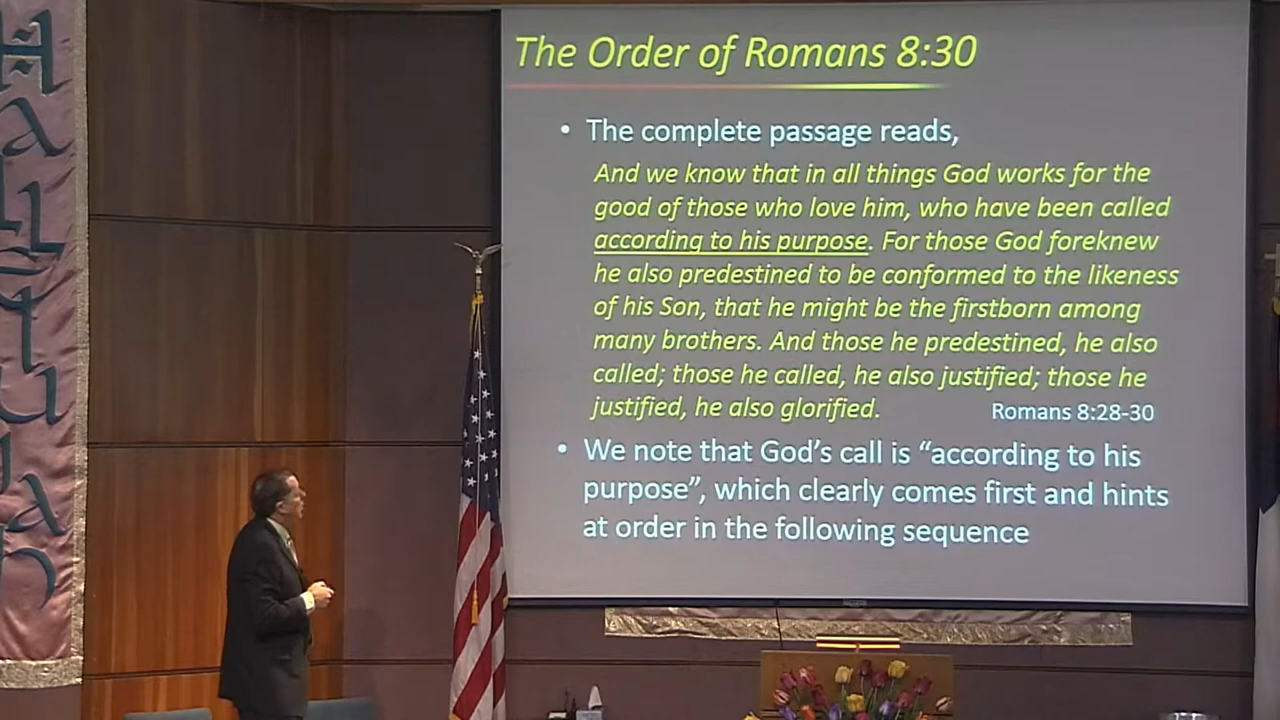 Hallelujah
The Order of Romans 8:30
• The complete passage reads,
And we know that in all things God works for the
good of those who love him, who have been called
according to his purpose. For those God foreknew
he also predestined to be conformed to the likeness
of his Son, that he might be the firstborn among
many brothers. And those he predestined, he also
called; those he called, he also justified; those he
justified, he also glorified. Romans 8:28-30
• We note that God’s call is “according to his
purpose”, which clearly comes first and hints
at order in the following sequence